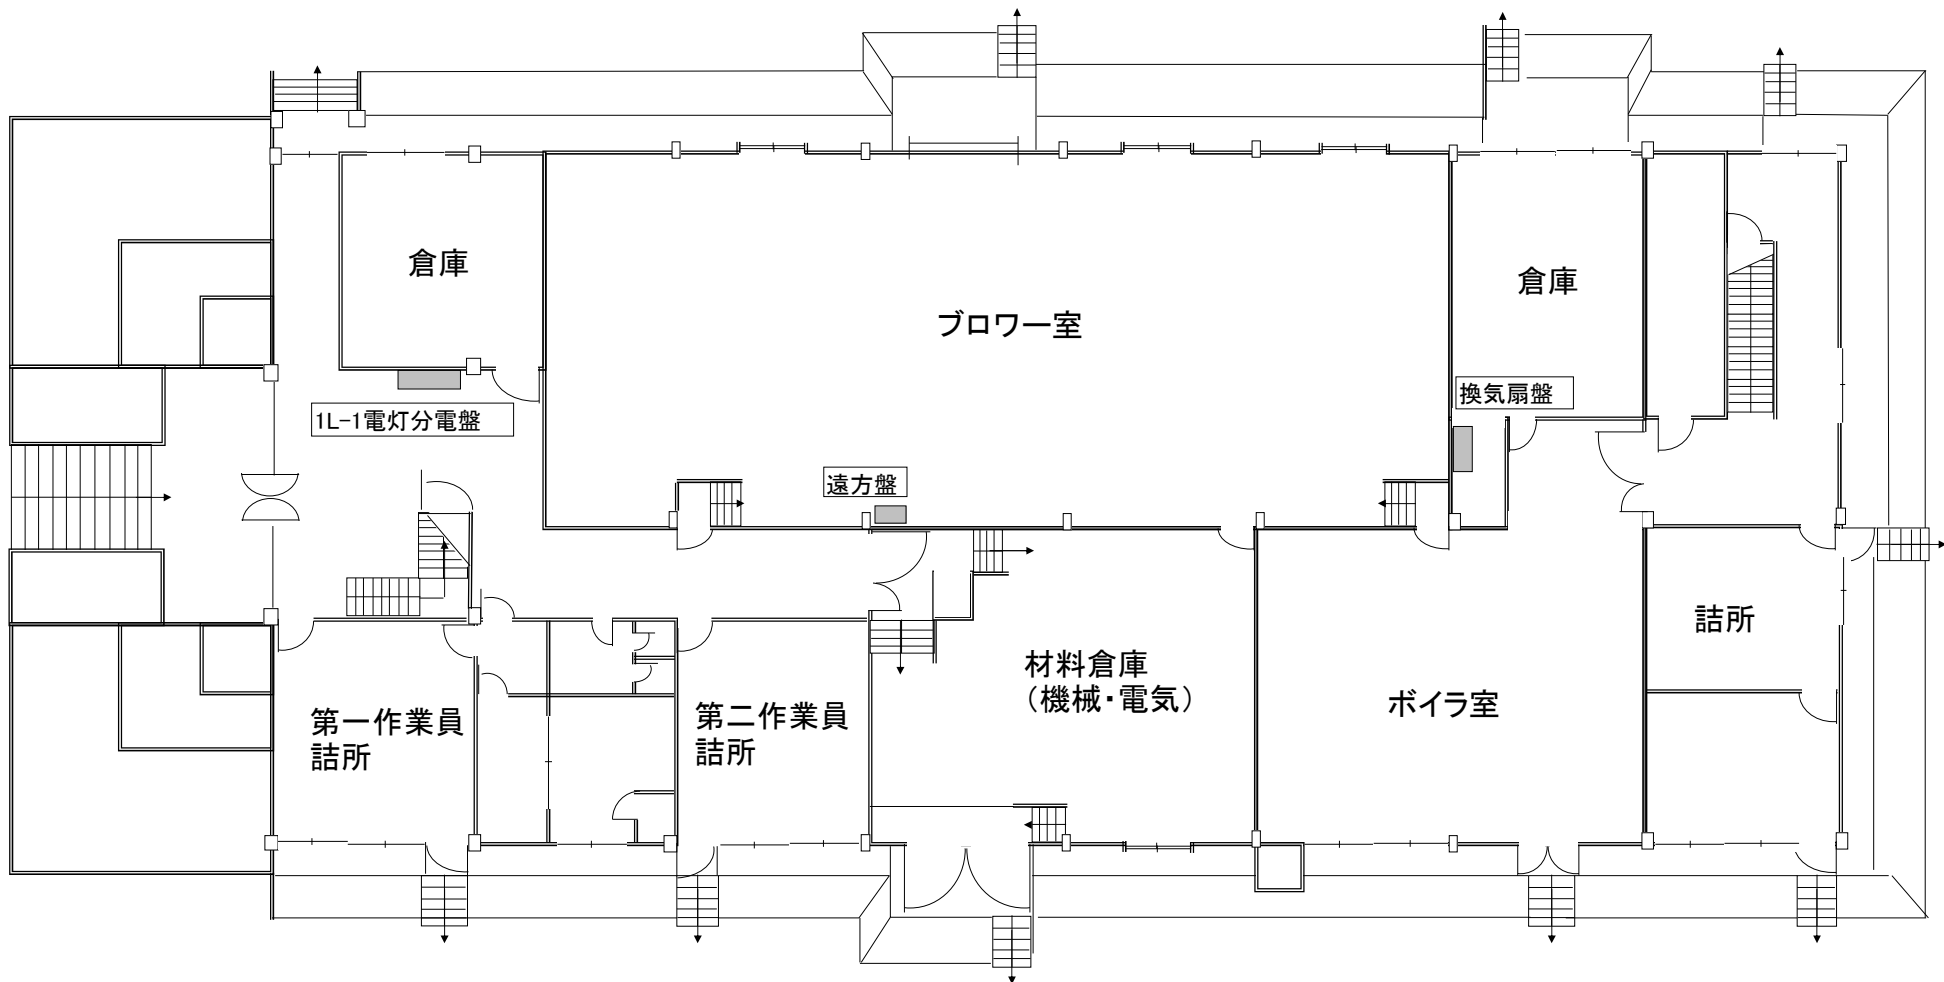 倉庫
ブロワー室
倉庫
換気扇盤
1L-1電灯分電盤
遠方盤
詰所
材料倉庫
（機械・電気）
ボイラ室
第一作業員
詰所
第二作業員
詰所